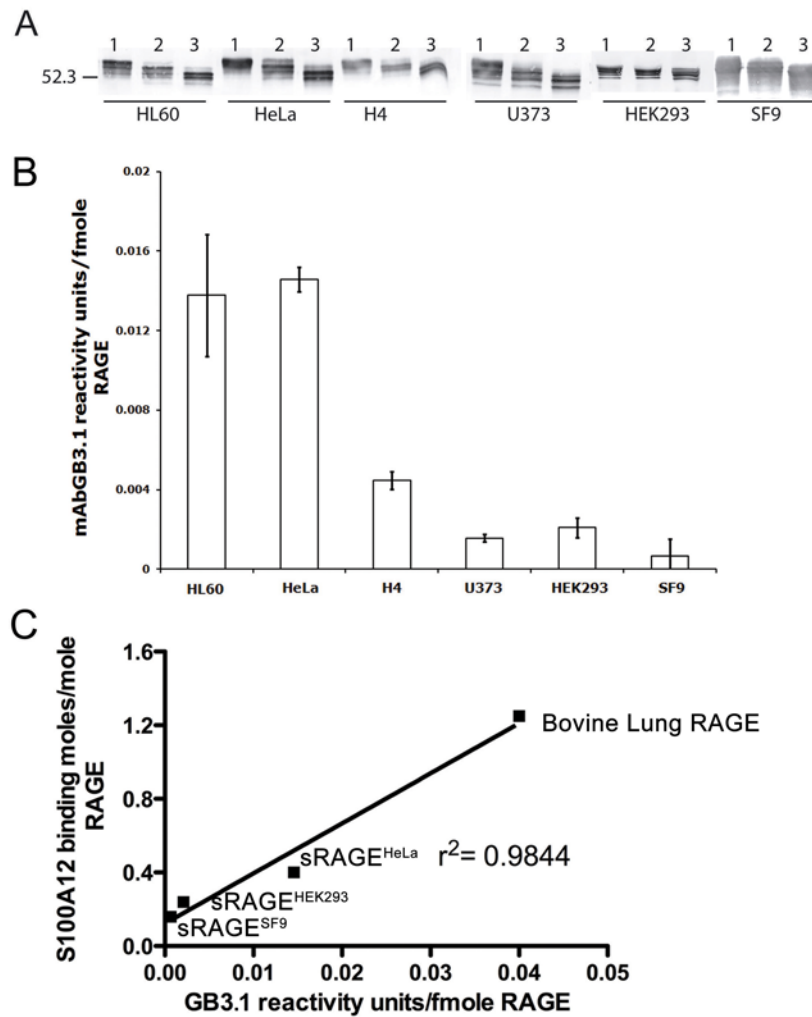 A
1 2 3 1 2 3 1 2 3 1 2 3 1 2 3 1 2 3
52.3
HL60 HeLa H4 U373 HEK293 SF9
B
mAbGB3.1 reactivity units/fmole
RAGE
0.02
0.016
0.012
0.008
0.004
0
HL60 HeLa H4 U373 HEK293 SF9
C
S100A12 binding moles/mole
RAGE
1.6
1.2
0.8
0.4
0.0
Bovine Lung RAGE
sRAGE^HeLa r²= 0.9844
sRAGE^HEK293
sRAGE^SF9
0.00 0.01 0.02 0.03 0.04 0.05
GB3.1 reactivity units/fmole RAGE